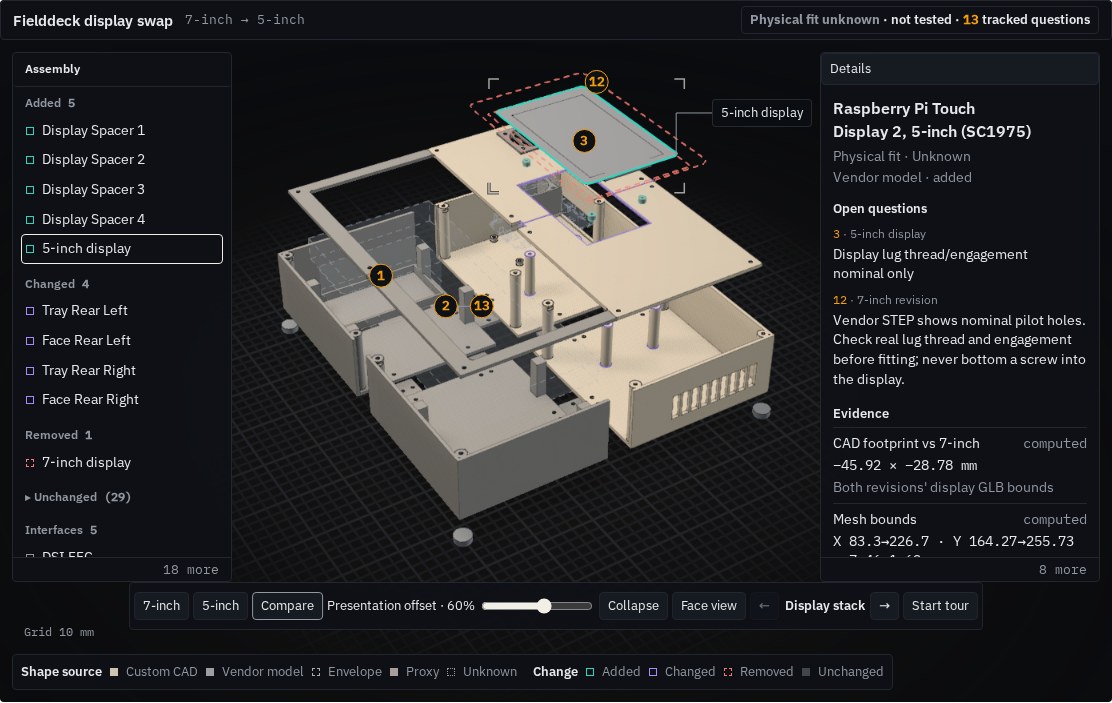 Fielddeck display swap 7-inch → 5-inch
Physical fit unknown · not tested · 13 tracked questions
Assembly
Added 5
Display Spacer 1
Display Spacer 2
Display Spacer 3
Display Spacer 4
5-inch display
Changed 4
Tray Rear Left
Face Rear Left
Tray Rear Right
Face Rear Right
Removed 1
7-inch display
▸ Unchanged (29)
Interfaces 5
18 more
12
3
5-inch display
1
2
13
Details
Raspberry Pi Touch
Display 2, 5-inch (SC1975)
Physical fit · Unknown
Vendor model · added
Open questions
3 · 5-inch display
Display lug thread/engagement
nominal only
12 · 7-inch revision
Vendor STEP shows nominal pilot holes.
Check real lug thread and engagement
before fitting; never bottom a screw into
the display.
Evidence
CAD footprint vs 7-inch computed
−45.92 × −28.78 mm
Both revisions' display GLB bounds
Mesh bounds computed
X 83.3→226.7 · Y 164.27→255.73
8 more
7-inch 5-inch Compare Presentation offset · 60% Collapse Face view ← Display stack → Start tour
Grid 10 mm
Shape source Custom CAD Vendor model Envelope Proxy Unknown Change Added Changed Removed Unchanged